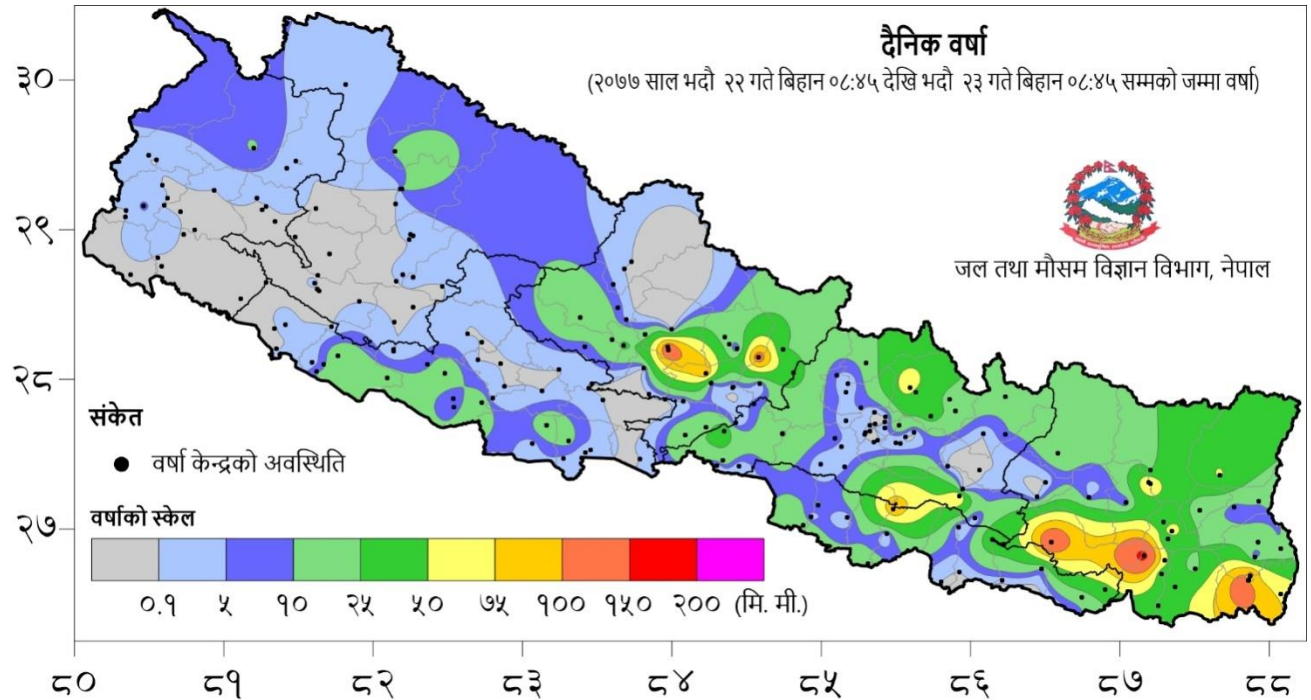 दैनिक वर्षा
(२०७७ साल भदौ २२ गते बिहान ०८:४५ देखि भदौ २३ गते बिहान ०८:४५ सम्मको जम्मा वर्षा)
३०
२९
२८
२७
जल तथा मौसम विज्ञान विभाग, नेपाल
संकेत
वर्षा केन्द्रको अवस्थिति
वर्षाको स्केल
०.१ ५ १० २५ ५० ७५ १०० १५० २०० (मि. मी.)
८० ८१ ८२ ८३ ८४ ८५ ८६ ८७ ८८